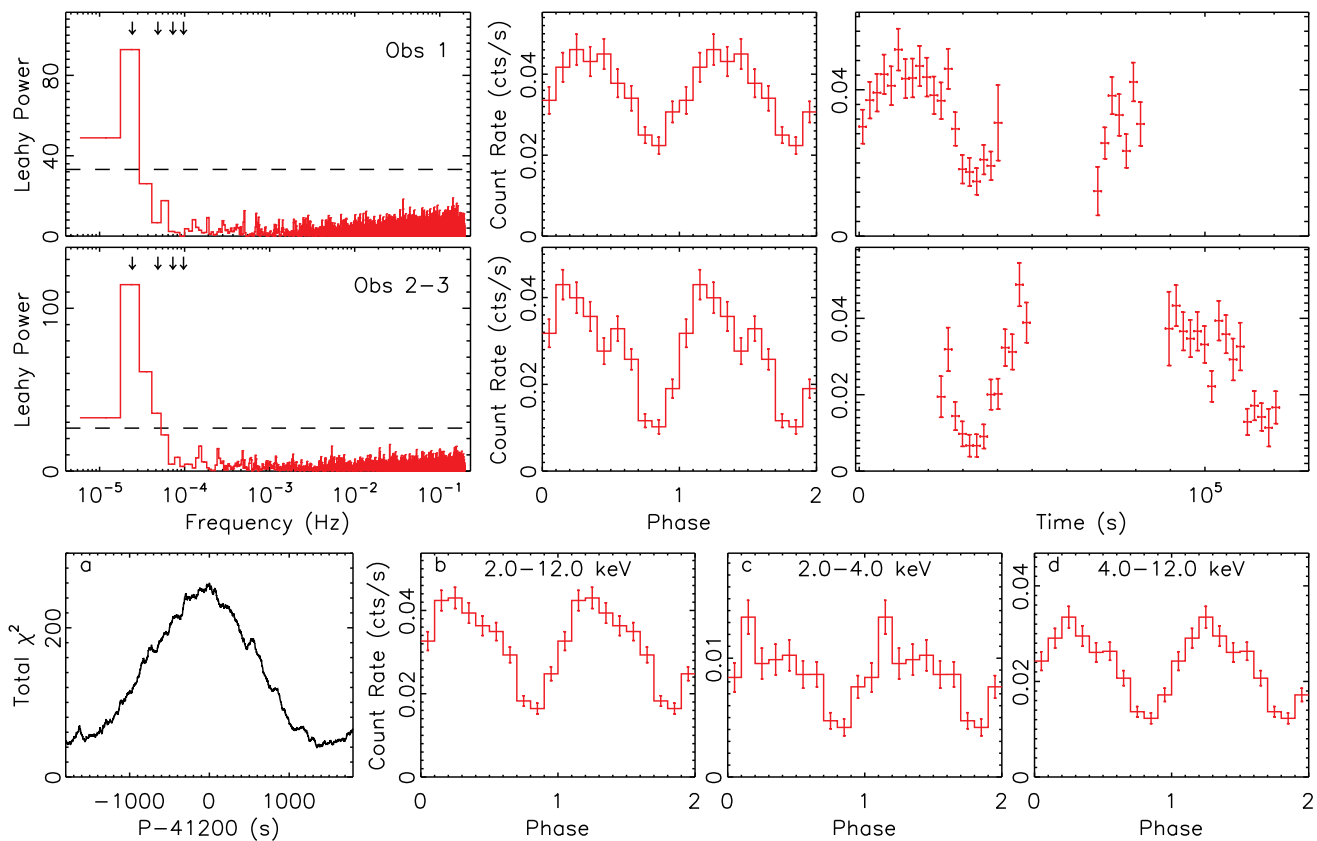 Leahy Power
0
40
80
↓ ↓ ↓ ↓
Obs 1
Count Rate (cts/s)
0
0.02
0.04
0
0.04
Leahy Power
0
100
↓ ↓ ↓ ↓
Obs 2−3
10⁻⁵ 10⁻⁴ 10⁻³ 10⁻² 10⁻¹
Frequency (Hz)
Count Rate (cts/s)
0
0.02
0.04
0 1 2
Phase
0
0.02
0.04
0 10⁵
Time (s)
Total χ²
0
200
a
−1000 0 1000
P−41200 (s)
Count Rate (cts/s)
0
0.02
0.04
b 2.0−12.0 keV
0 1 2
Phase
0
0.01
c 2.0−4.0 keV
0 1 2
Phase
0
0.02
0.04
d 4.0−12.0 keV
0 1 2
Phase